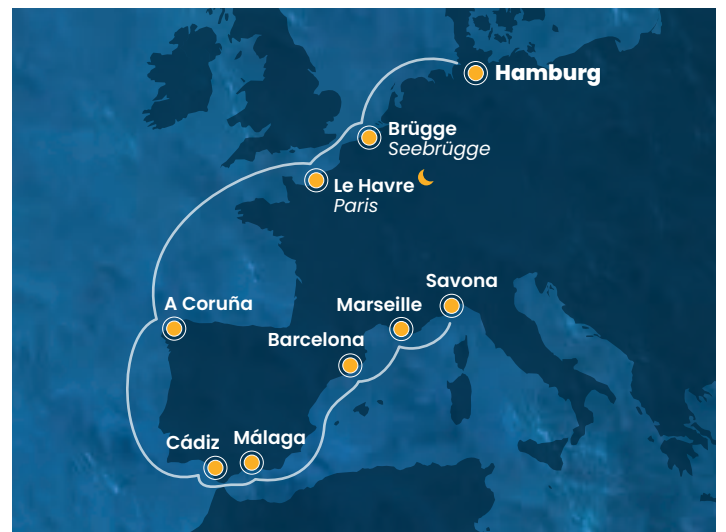 Hamburg
Brügge
Seebrügge
Le Havre
Paris
Savona
A Coruña
Marseille
Barcelona
Cádiz
Málaga